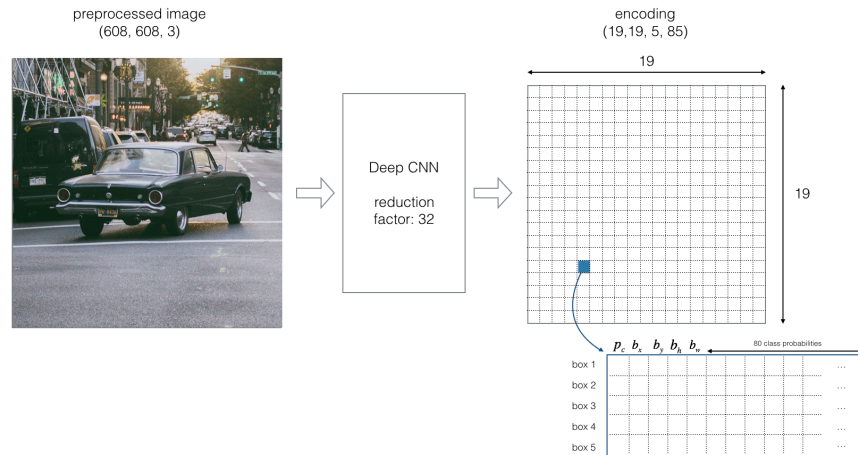 preprocessed image
(608, 608, 3)
encoding
(19,19, 5, 85)
19
Deep CNN
reduction
factor: 32
19
p_c b_x b_y b_h b_w
80 class probabilities
box 1 ...
box 2 ...
box 3 ...
box 4 ...
box 5 ...